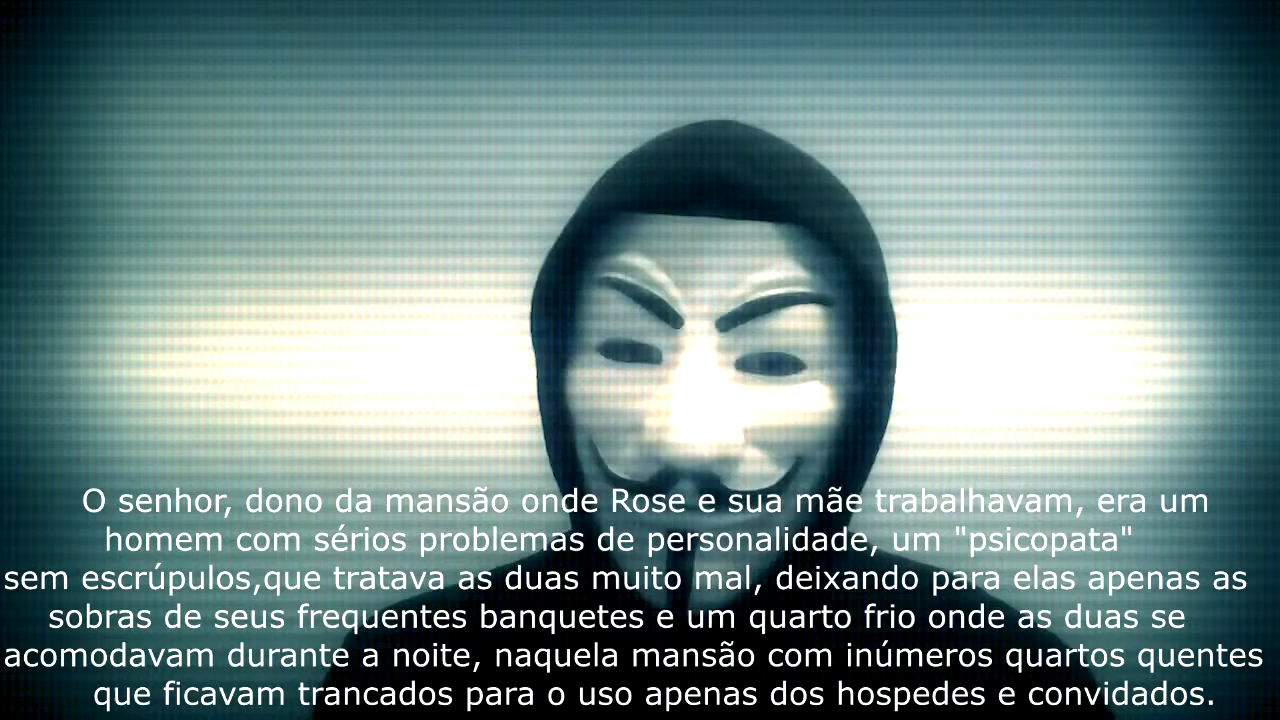 O senhor, dono da mansão onde Rose e sua mãe trabalhavam, era um
homem com sérios problemas de personalidade, um "psicopata"
sem escrúpulos,que tratava as duas muito mal, deixando para elas apenas as
sobras de seus frequentes banquetes e um quarto frio onde as duas se
acomodavam durante a noite, naquela mansão com inúmeros quartos quentes
que ficavam trancados para o uso apenas dos hospedes e convidados.